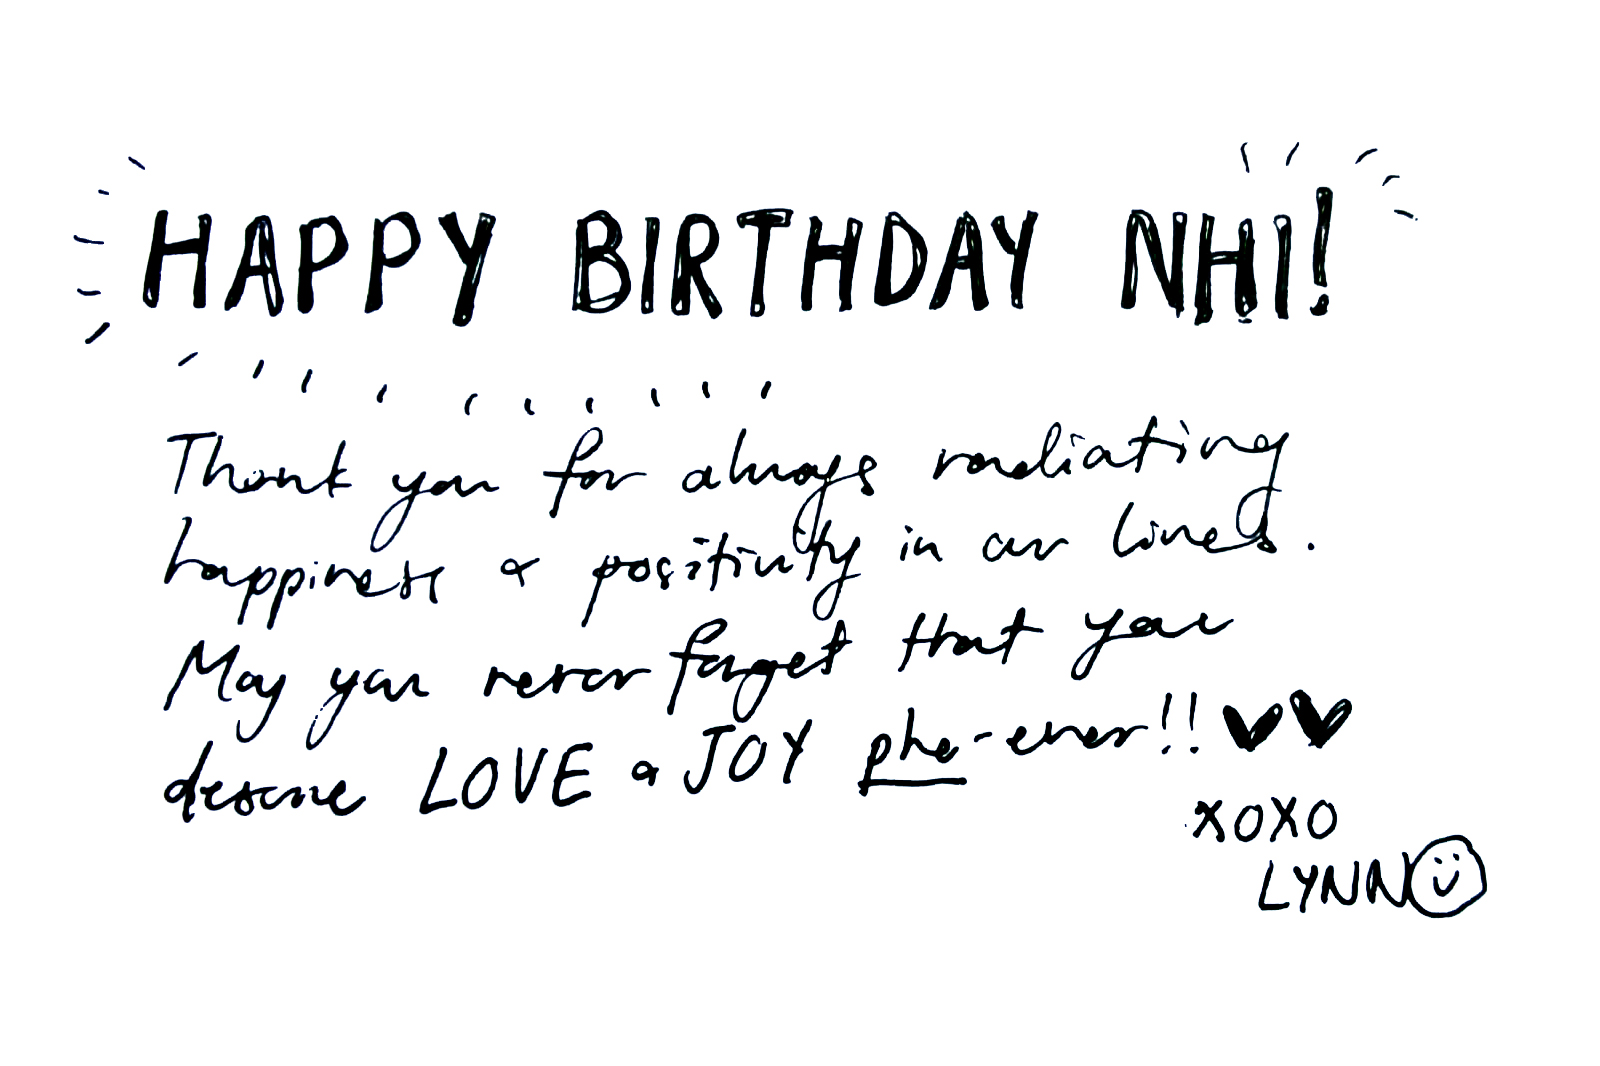 HAPPY BIRTHDAY NHI!
Thank you for always radiating
happiness & positivity in our lives.
May you never forget that you
deserve LOVE & JOY pho-ever!! ♥♥
XOXO
LYNN ☺